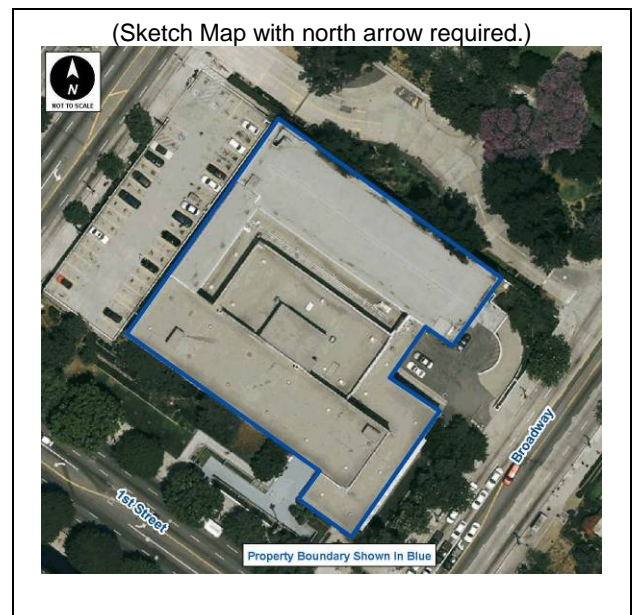 (Sketch Map with north arrow required.)
N
NOT TO SCALE
Broadway
1st Street
Property Boundary Shown In Blue